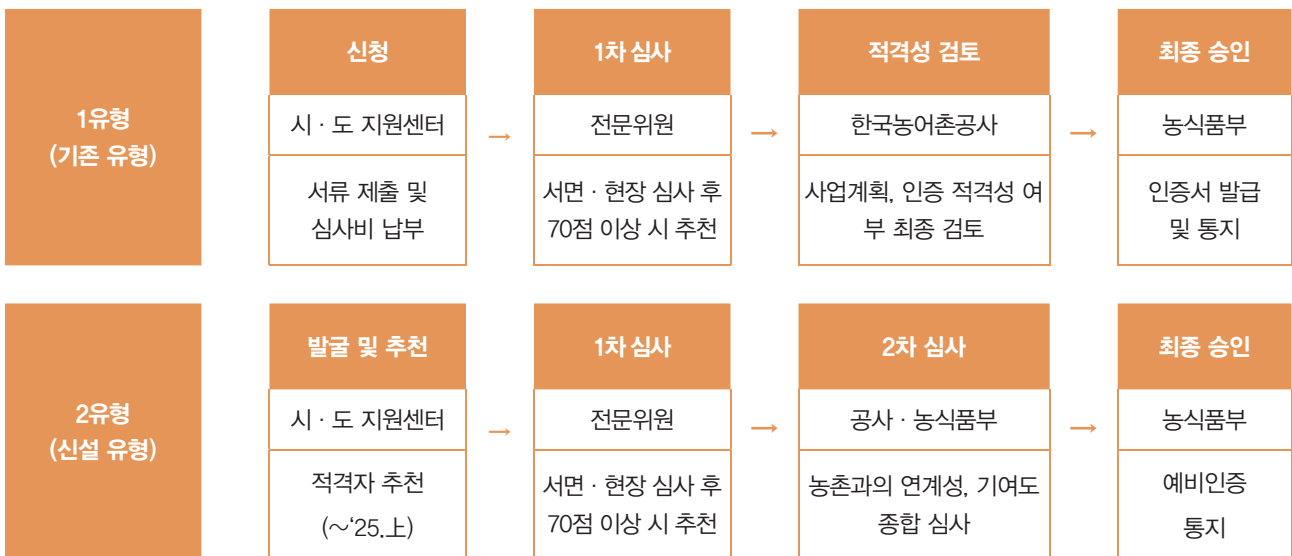 1유형
(기존 유형)
신청
시 · 도 지원센터
서류 제출 및
심사비 납부
→
1차 심사
전문위원
서면 · 현장 심사 후
70점 이상 시 추천
→
적격성 검토
한국농어촌공사
사업계획, 인증 적격성 여
부 최종 검토
→
최종 승인
농식품부
인증서 발급
및 통지
2유형
(신설 유형)
발굴 및 추천
시 · 도 지원센터
적격자 추천
(～‘25.上)
→
1차 심사
전문위원
서면 · 현장 심사 후
70점 이상 시 추천
→
2차 심사
공사 · 농식품부
농촌과의 연계성, 기여도
종합 심사
→
최종 승인
농식품부
예비인증
통지